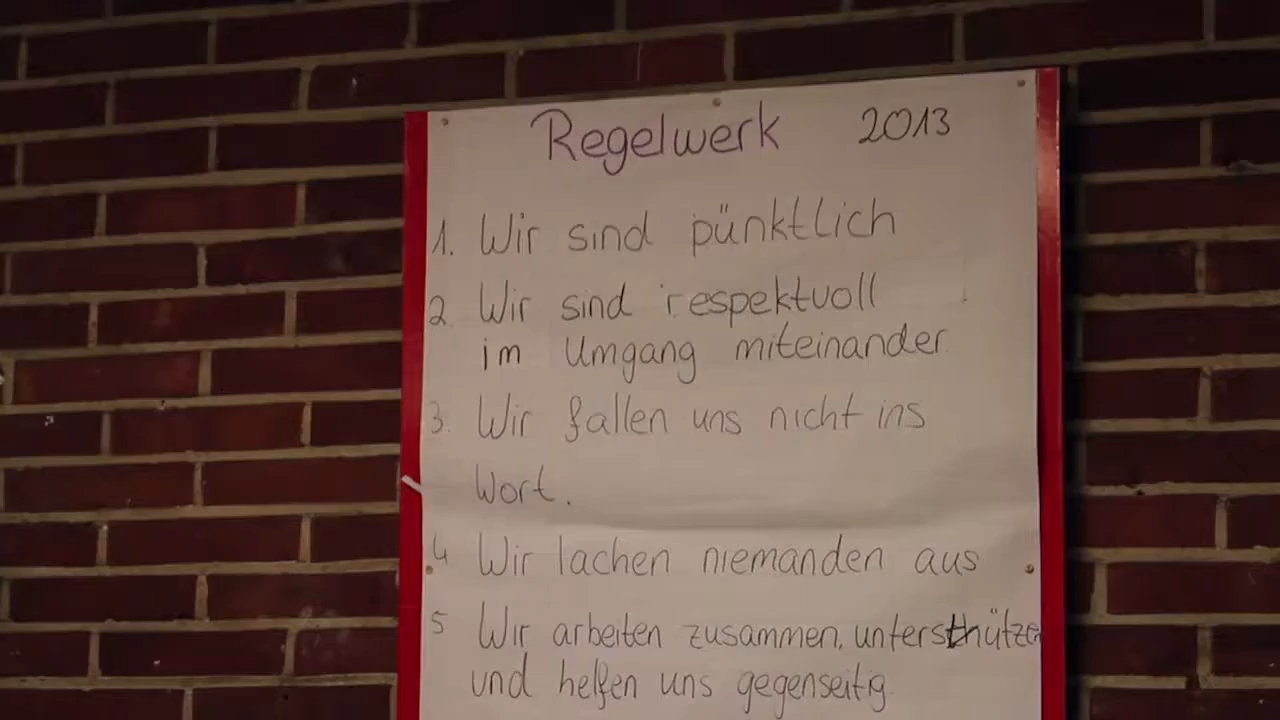 Regelwerk 2013
1. Wir sind pünktlich
2. Wir sind respektvoll
im Umgang miteinander
3. Wir fallen uns nicht ins
Wort.
4 Wir lachen niemanden aus
5 Wir arbeiten zusammen,
und helfen uns gegenseitig